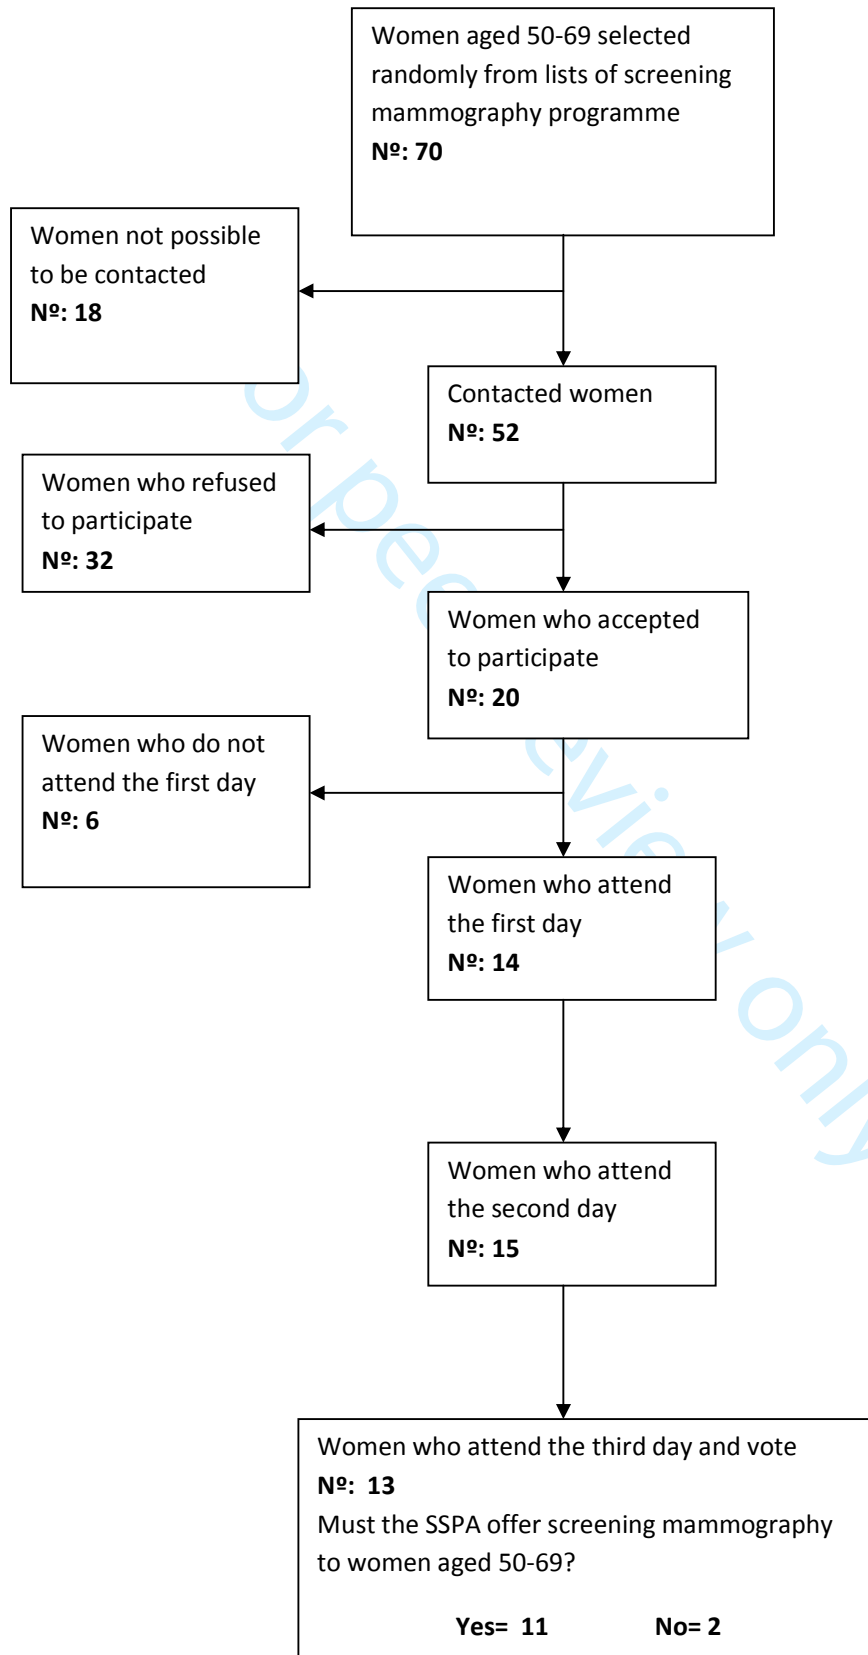 Women aged 50-69 selected
randomly from lists of screening
mammography programme
Nº: 70
Women not possible
to be contacted
Nº: 18
Contacted women
Nº: 52
Women who refused
to participate
Nº: 32
Women who accepted
to participate
Nº: 20
Women who do not
attend the first day
Nº: 6
Women who attend
the first day
Nº: 14
Women who attend
the second day
Nº: 15
Women who attend the third day and vote
Nº: 13
Must the SSPA offer screening mammography
to women aged 50-69?
Yes= 11 No= 2
or peer review only